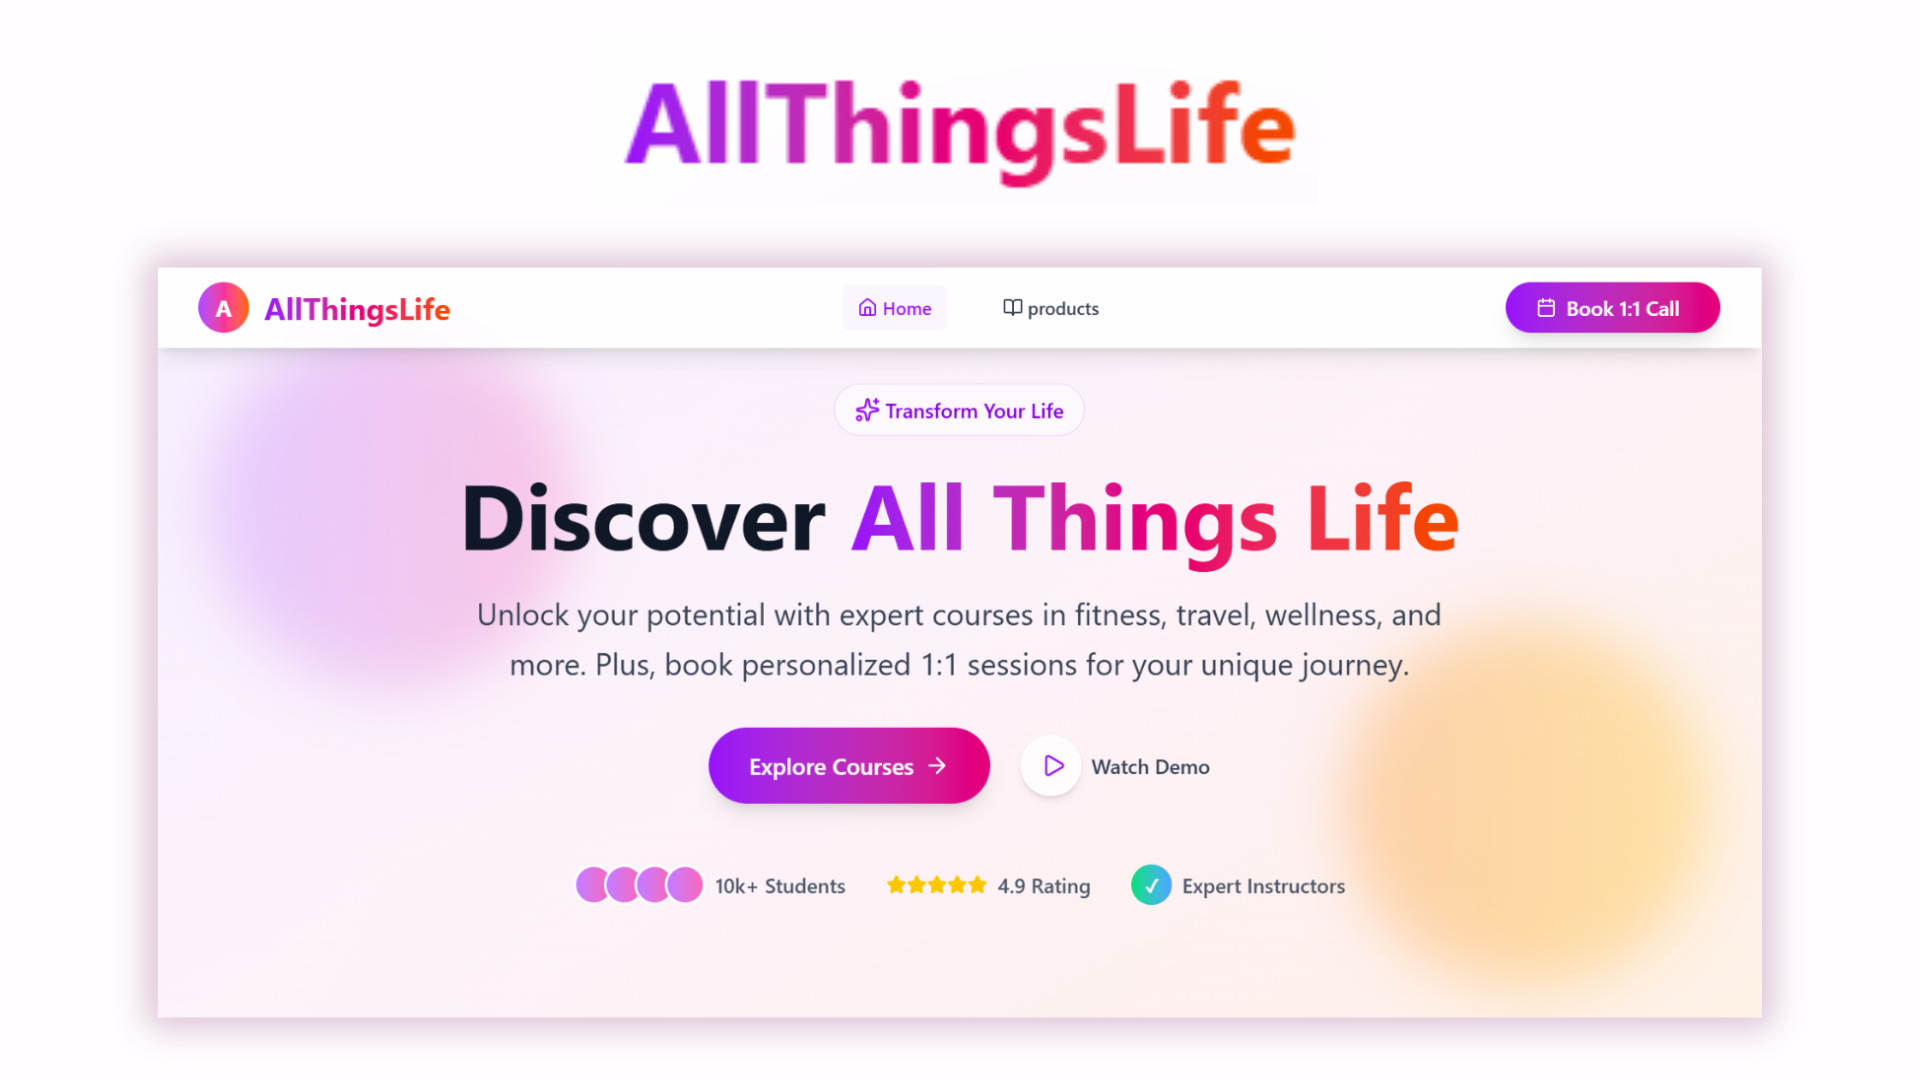 AllThingsLife
A AllThingsLife
Home
products
Book 1:1 Call
Transform Your Life
Discover All Things Life
Unlock your potential with expert courses in fitness, travel, wellness, and
more. Plus, book personalized 1:1 sessions for your unique journey.
Explore Courses →
Watch Demo
10k+ Students
4.9 Rating
✓ Expert Instructors